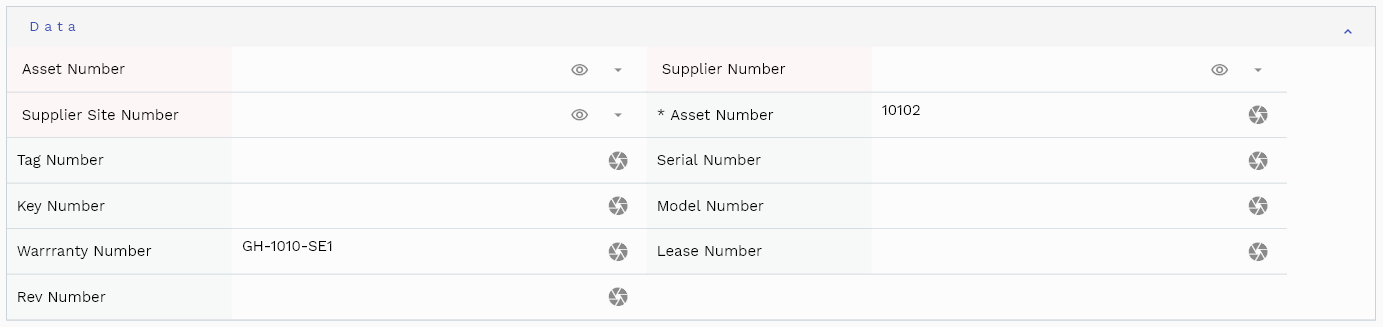 Data
Asset Number Supplier Number
Supplier Site Number * Asset Number 10102
Tag Number Serial Number
Key Number Model Number
Warrranty Number GH-1010-SE1 Lease Number
Rev Number